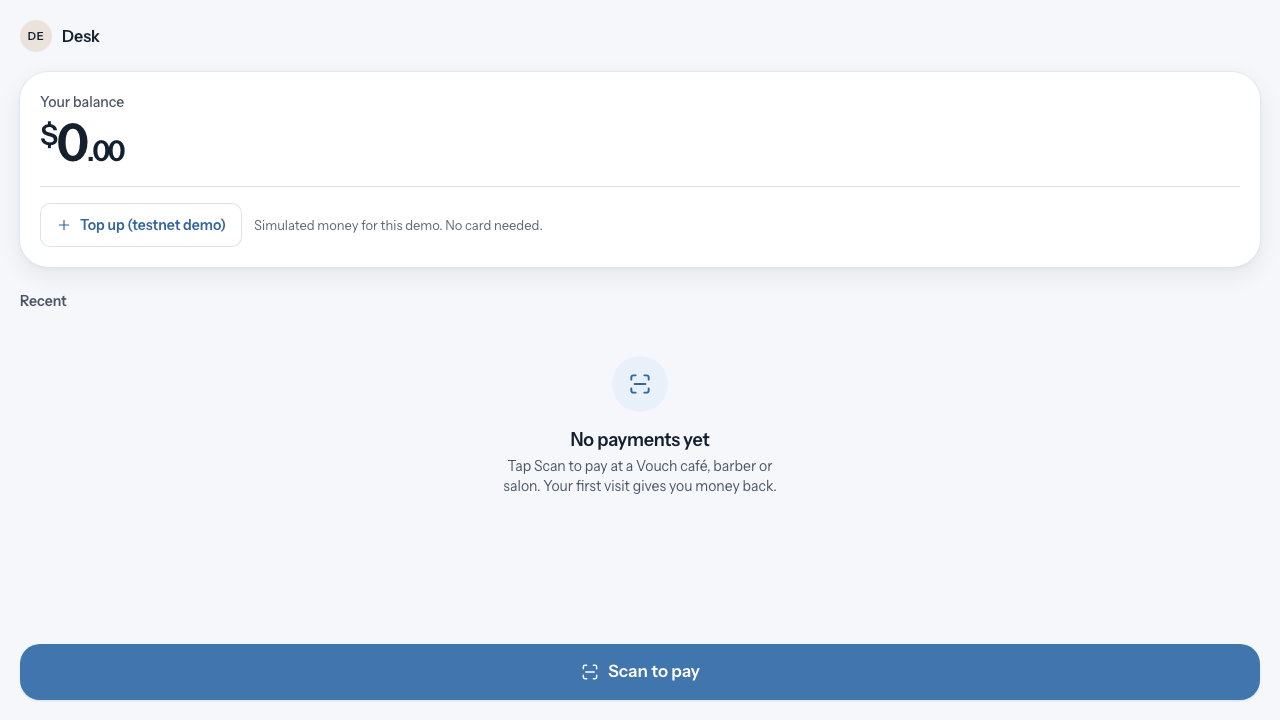 DE
Desk
Your balance
$0.00
Top up (testnet demo)
Simulated money for this demo. No card needed.
Recent
No payments yet
Tap Scan to pay at a Vouch café, barber or
salon. Your first visit gives you money back.
Scan to pay